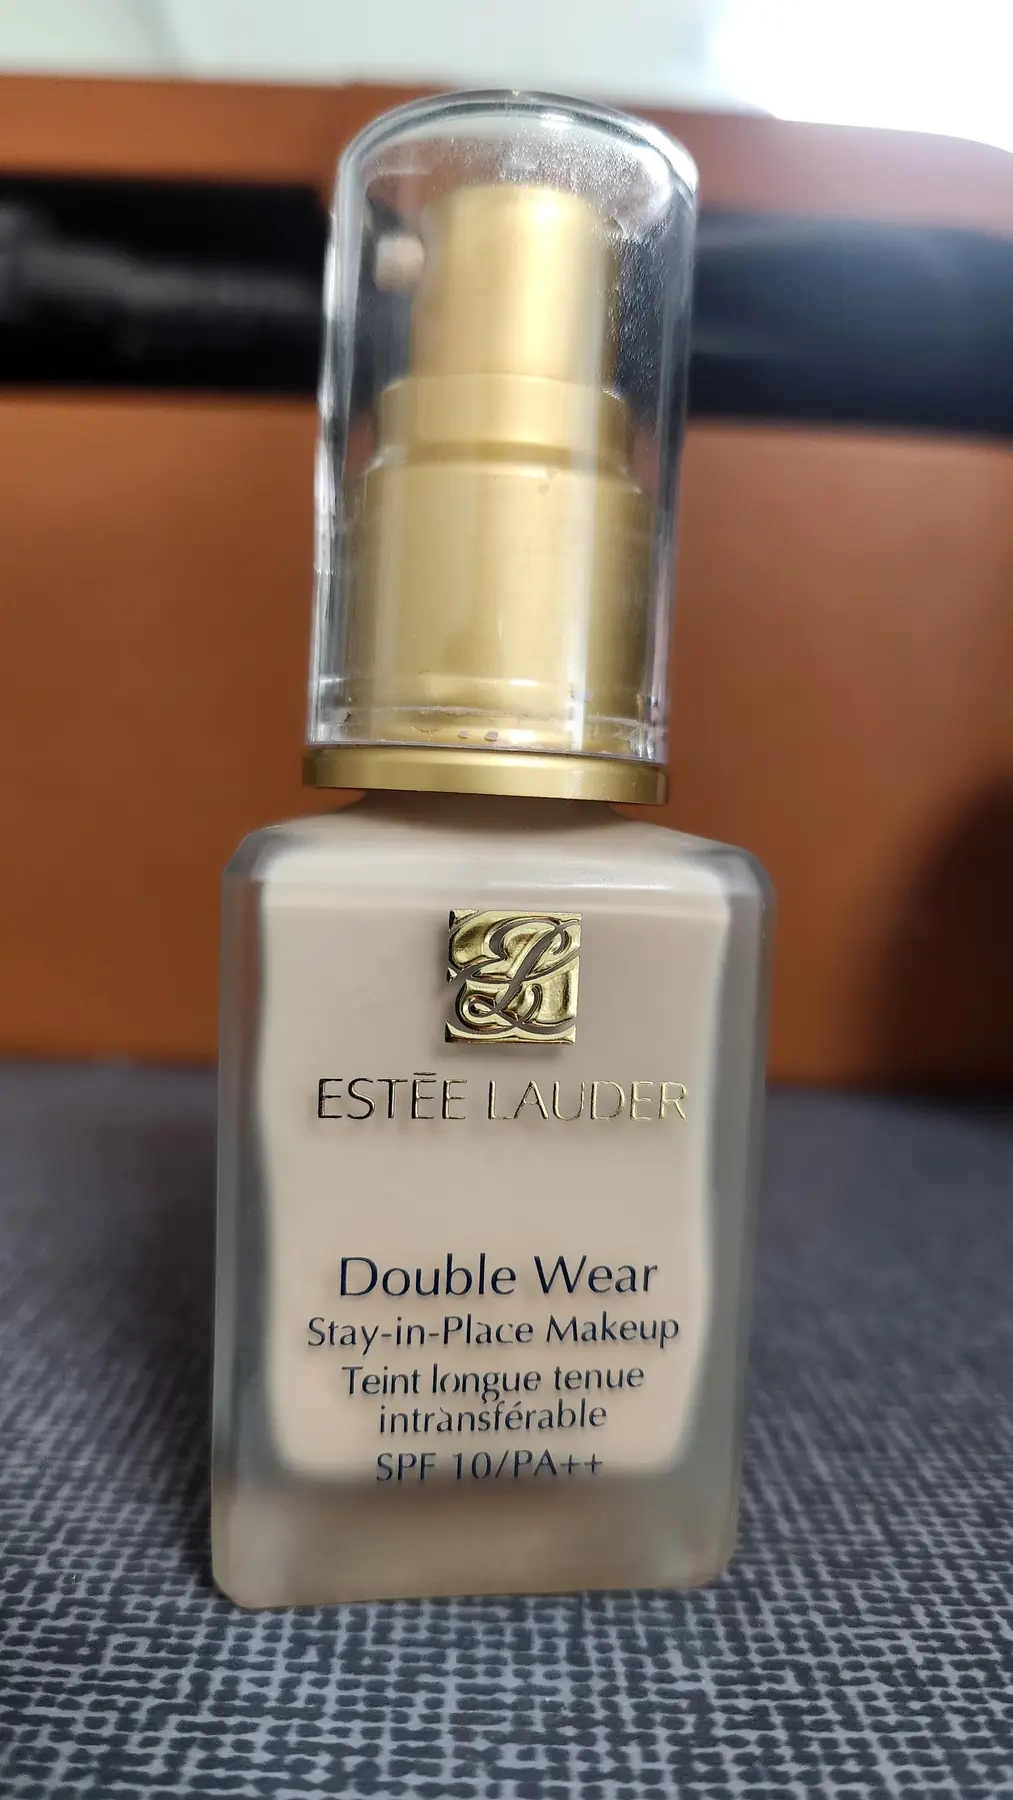 ESTĒE LAUDER
Double Wear
Stay-in-Place Makeup
Teint longue tenue
intransférable
SPF 10/PA++